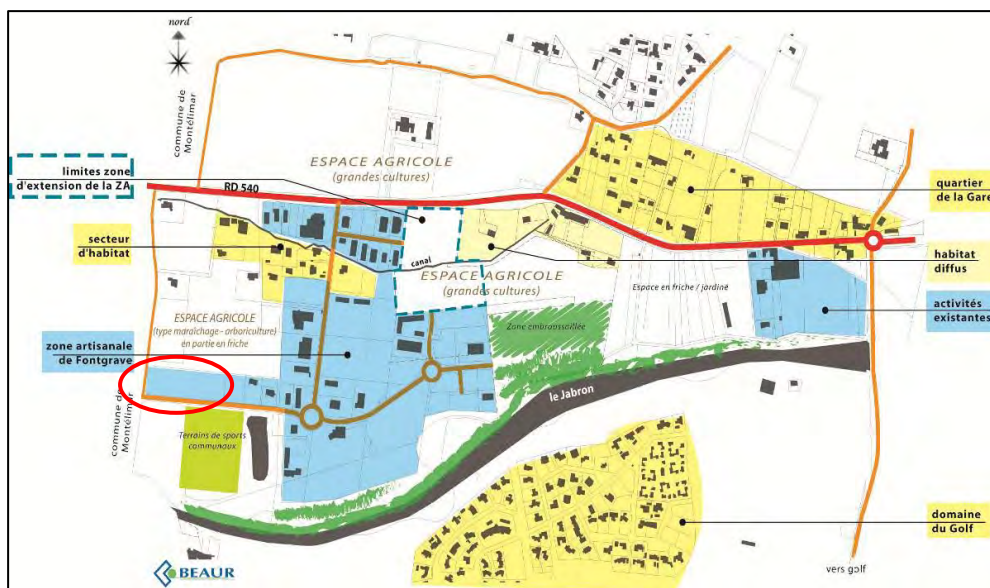 nord
commune de
Montélimar
ESPACE AGRICOLE
(grandes cultures)
limites zone
d'extension de la ZA
RD 540
quartier
de la Gare
secteur
d'habitat
canal
ESPACE AGRICOLE
(grandes cultures)
habitat
diffus
Espace en friche / jardiné
ESPACE AGRICOLE
(type maraîchage - arboriculture)
en partie en friche
activités
existantes
Zone embroussaillée
zone artisanale
de Fontgrave
le Jabron
commune de
Montélimar
Terrains de sports
communaux
domaine
du Golf
BEAUR
vers golf